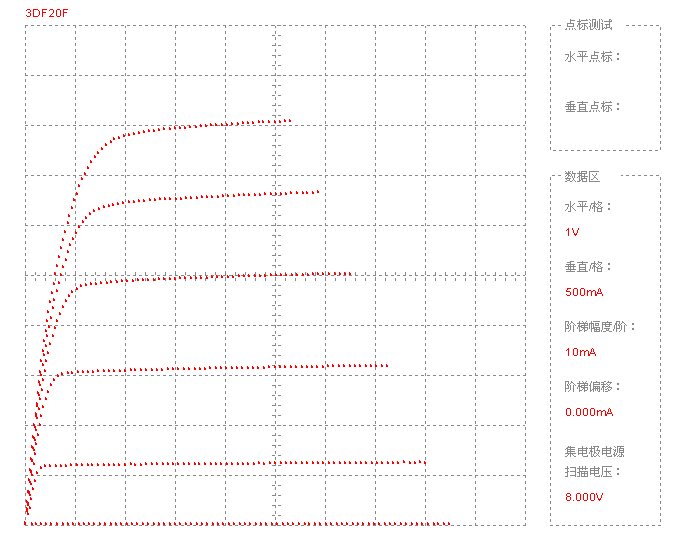 3DF20F
点标测试
水平点标：
垂直点标：
数据区
水平/格：
1V
垂直/格：
500mA
阶梯幅度/阶：
10mA
阶梯偏移：
0.000mA
集电极电源
扫描电压：
8.000V